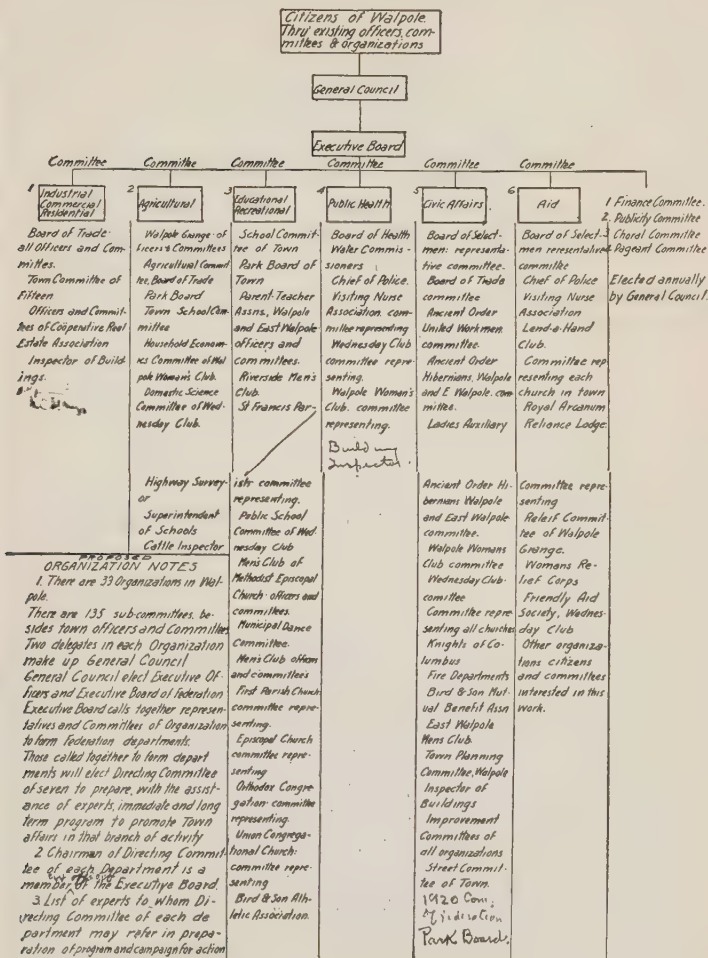 Citizens of Walpole.
Thru' existing officers, com-
mittees & organizations
General Council
Executive Board
Committee
Committee
Committee
Committee
Committee
Committee
1 Industrial
Commercial
Residential
Board of Trade-
all Officers and Com-
mittes.
Town Committee of
Fifteen
Officers and Commit-
tees of Coöperative Real
Estate Association
Inspector of Build-
ings.
2 Agricultural
Walpole Grange - of
ficers & Committees
Agricultural Commit
tee, Board of Trade
Park Board
Town School Com-
mittee
Household Econom-
ics Committee of Wal
pole Woman's Club.
Domestic Science
Committee of Wed-
nesday Club.
Highway Survey-
or
Superintendent
of Schools
Cattle Inspector
3 Educational
Recreational
School Commit-
tee of Town
Park Board of
Town
Parent-Teacher
Assns, Walpole
and East Walpole
officers and
committees.
Riverside Men's
Club.
St Francis Par-
ish: committee
representing.
Public School
Committee of Wed-
nesday Club
Men's Club of
Methodist Episcopal
Church - officers and
committees.
Municipal Dance
Committee.
Men's Club officers
and committees
First Parish Church
committee repre-
senting.
Episcopal Church
committee repre-
senting
Orthodox Congre-
gation- committee
representing.
Union Congrega-
tional Church:
committee repre-
senting
Bird & Son Ath-
letic Association.
4 Public Health
Board of Health
Water Commis-
sioners
Chief of Police.
Visiting Nurse
Association, com-
mittee representing
Wednesday Club
committee repre-
senting.
Walpole Woman's
Club. committee
representing.
Building
Inspector.
5 Civic Affairs
Board of Select-
men: representa-
tive committee-
Board of Trade
committee
Ancient Order
United Workmen
committee.
Ancient Order
Hibernians, Walpole
and E Walpole, com
mittee.
Ladies Auxiliary
Ancient Order Hi-
bernians Walpole
and East Walpole
committee.
Walpole Womans
Club committee
Wednesday Club-
comittee
Committee repre-
senting all churches
Knights of Co-
lumbus
Fire Departments
Bird & Son Mut-
ual Benefit Assn
East Walpole
Mens Club.
Town Planning
Committee, Walpole
Inspector of
Buildings
Improvement
Committees of
all organizations
Street Commit-
tee of Town.
1920 Com.
Federation
Park Board.
6 Aid
Board of Select-
men resentative
committee
Chief of Police
Visiting Nurse
Association
Lend-a-Hand
Club.
Committee rep
resenting each
church in town
Royal Arcanum
Reliance Lodge.
Committee repre-
senting
Releif Commit-
tee of Walpole
Grange.
Womans Re-
lief Corps
Friendly Aid
Society, Wednes-
day Club
Other organiza-
tions citizens
and committees
interested in this
work.
1 Finance Committee.
2. Publicity Committee
3 Choral Committee
4 Pageant Committee
Elected annually
by General Council.
PROPOSED
ORGANIZATION NOTES
1. There are 39 Organizations in Wal-
pole.
There are 135 sub-committees, be-
sides town officers and Committees
Two delegates in each Organization
make up General Council
General Council elect Executive Of-
ficers and Executive Board of Federation
Executive Board calls together represen-
tatives and Committees of Organization
to form Federation departments.
Those called together to form depart
ments will elect Directing Committee
of seven to prepare, with the assist-
ance of experts, immediate and long
term program to promote Town
affairs in that branch of activity
2 Chairman of Directing Commit-
tee of each Department is a
member of the Executive Board.
3. List of experts to whom Di-
recting Committee of each de
partment may refer in prepa-
ration of program and campaign for action